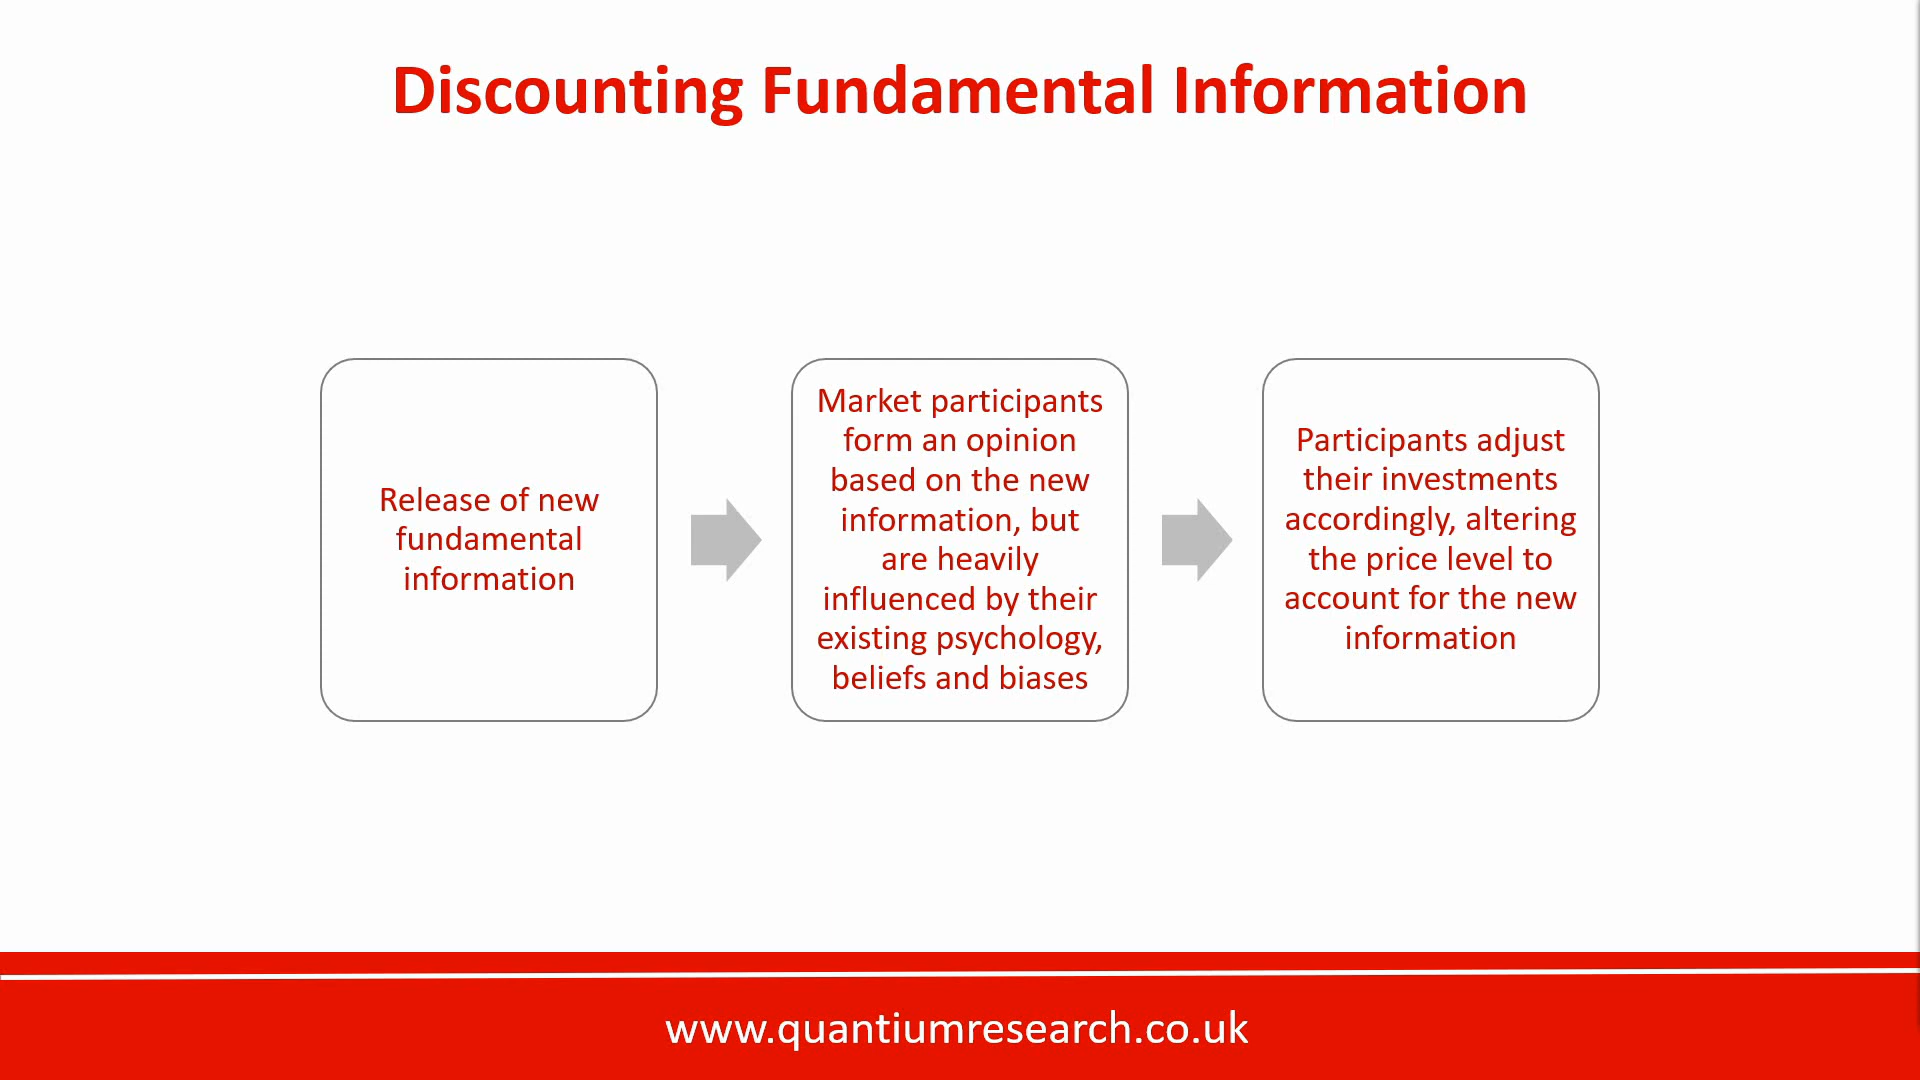 Discounting Fundamental Information
Release of new
fundamental
information
Market participants
form an opinion
based on the new
information, but
are heavily
influenced by their
existing psychology,
beliefs and biases
Participants adjust
their investments
accordingly, altering
the price level to
account for the new
information
www.quantiumresearch.co.uk